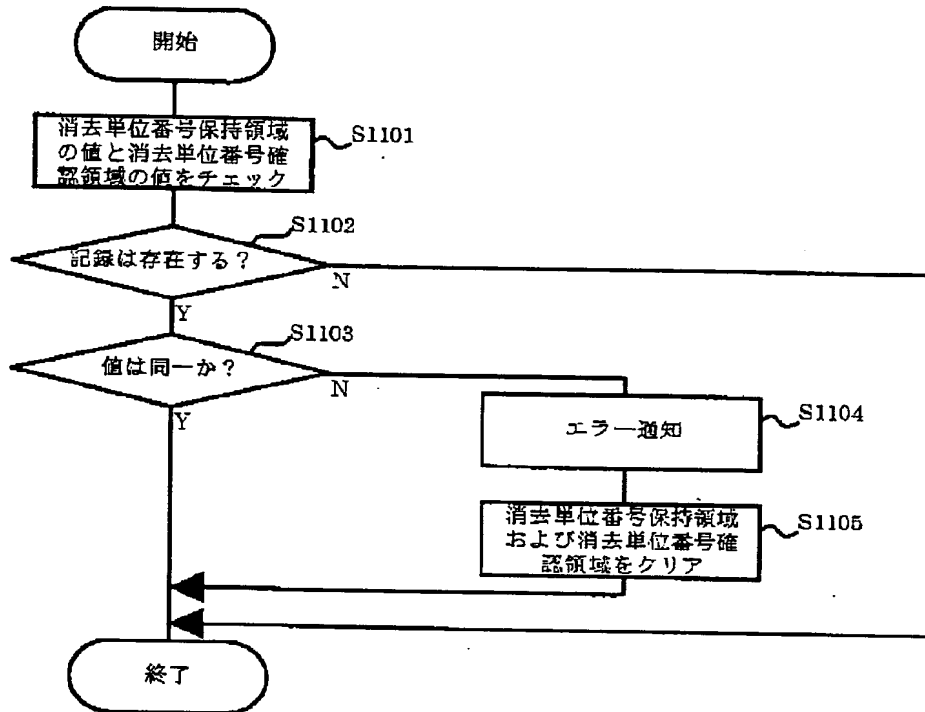 開始
消去単位番号保持領域
の値と消去単位番号確
認領域の値をチェック
S1101
S1102
記録は存在する？
N
Y
S1103
値は同一か？
N
Y
エラー通知
S1104
消去単位番号保持領域
および消去単位番号確
認領域をクリア
S1105
終了